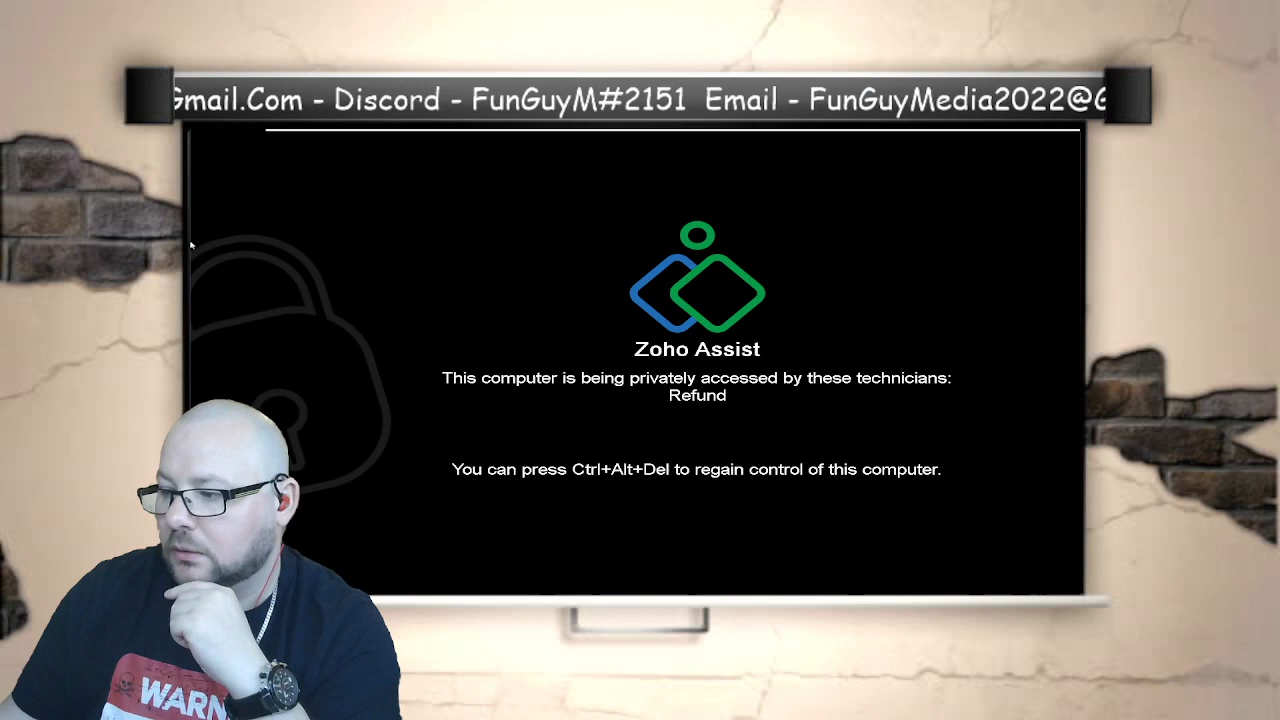 Gmail.Com - Discord - FunGuyM#2151 Email - FunGuyMedia2022@G
Zoho Assist
This computer is being privately accessed by these technicians:
Refund
You can press Ctrl+Alt+Del to regain control of this computer.
WARN